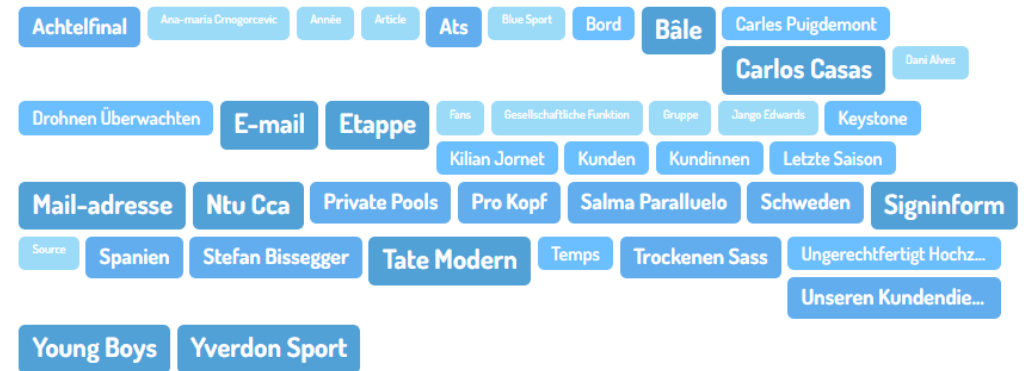 Achtelfinal Ana-maria Crnogorcevic Année Article Ats Blue Sport Bord Bâle Carles Puigdemont
Carlos Casas Dani Alves
Drohnen Überwachten E-mail Etappe Fans Gesellschaftliche Funktion Gruppe Jango Edwards Keystone
Kilian Jornet Kunden Kundinnen Letzte Saison
Mail-adresse Ntu Cca Private Pools Pro Kopf Salma Paralluelo Schweden Signinform
Source Spanien Stefan Bissegger Tate Modern Temps Trockenen Sass Ungerechtfertigt Hochz...
Unseren Kundendie...
Young Boys Yverdon Sport